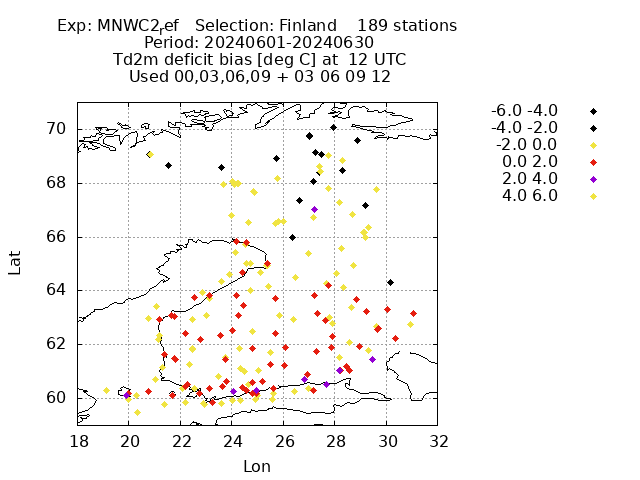 Exp: MNWC2_ref   Selection: Finland    189 stations
Period: 20240601-20240630
Td2m deficit bias [deg C] at  12 UTC
Used 00,03,06,09 + 03 06 09 12
-6.0 -4.0
-4.0 -2.0
-2.0 0.0
0.0 2.0
2.0 4.0
4.0 6.0
70
68
66
64
62
60
Lat
18 20 22 24 26 28 30 32
Lon